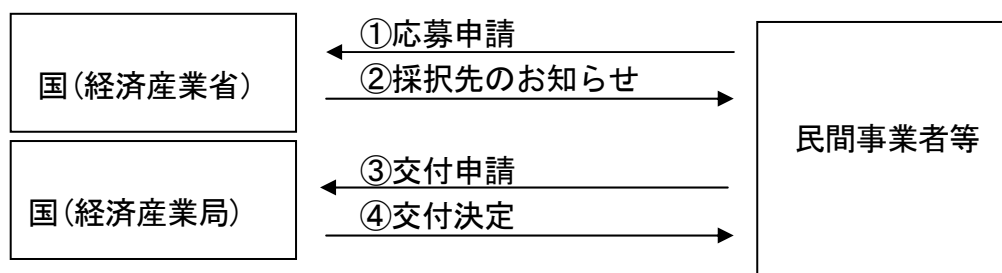 ①応募申請
国（経済産業省）
②採択先のお知らせ
民間事業者等
③交付申請
国（経済産業局）
④交付決定